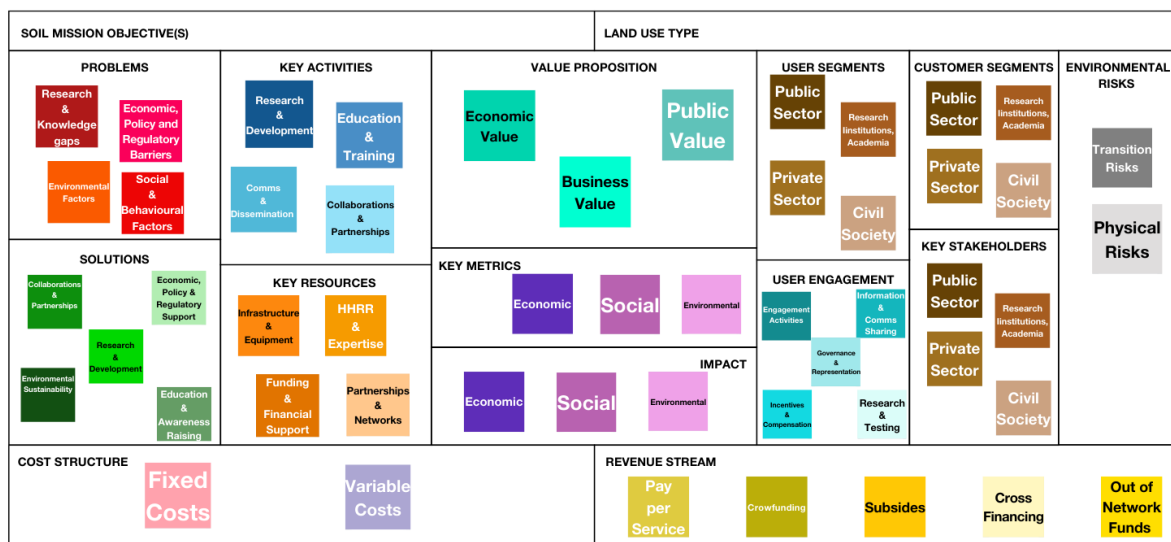 SOIL MISSION OBJECTIVE(S)
LAND USE TYPE
PROBLEMS
Research
&
Knowledge
gaps
Economic,
Policy and
Regulatory
Barriers
Environmental
Factors
Social
&
Behavioural
Factors
SOLUTIONS
Collaborations
&
Partnerships
Economic,
Policy &
Regulatory
Support
Research
&
Development
Environmental
Sustainability
Education
&
Awareness
Raising
KEY ACTIVITIES
Research
&
Development
Education
&
Training
Comms
&
Dissemination
Collaborations
&
Partnerships
KEY RESOURCES
Infrastructure
&
Equipment
HHRR
&
Expertise
Funding
&
Financial
Support
Partnerships
&
Networks
VALUE PROPOSITION
Economic
Value
Public
Value
Business
Value
KEY METRICS
Economic
Social
Environmental
IMPACT
Economic
Social
Environmental
USER SEGMENTS
Public
Sector
Research
Iinstitutions,
Academia
Private
Sector
Civil
Society
USER ENGAGEMENT
Engagement
Activities
Information
&
Comms
Sharing
Governance
&
Representation
Incentives
&
Compensation
Research
&
Testing
CUSTOMER SEGMENTS
Public
Sector
Research
Iinstitutions,
Academia
Private
Sector
Civil
Society
KEY STAKEHOLDERS
Public
Sector
Research
Iinstitutions,
Academia
Private
Sector
Civil
Society
ENVIRONMENTAL
RISKS
Transition
Risks
Physical
Risks
COST STRUCTURE
Fixed
Costs
Variable
Costs
REVENUE STREAM
Pay
per
Service
Crowfunding
Subsides
Cross
Financing
Out of
Network
Funds